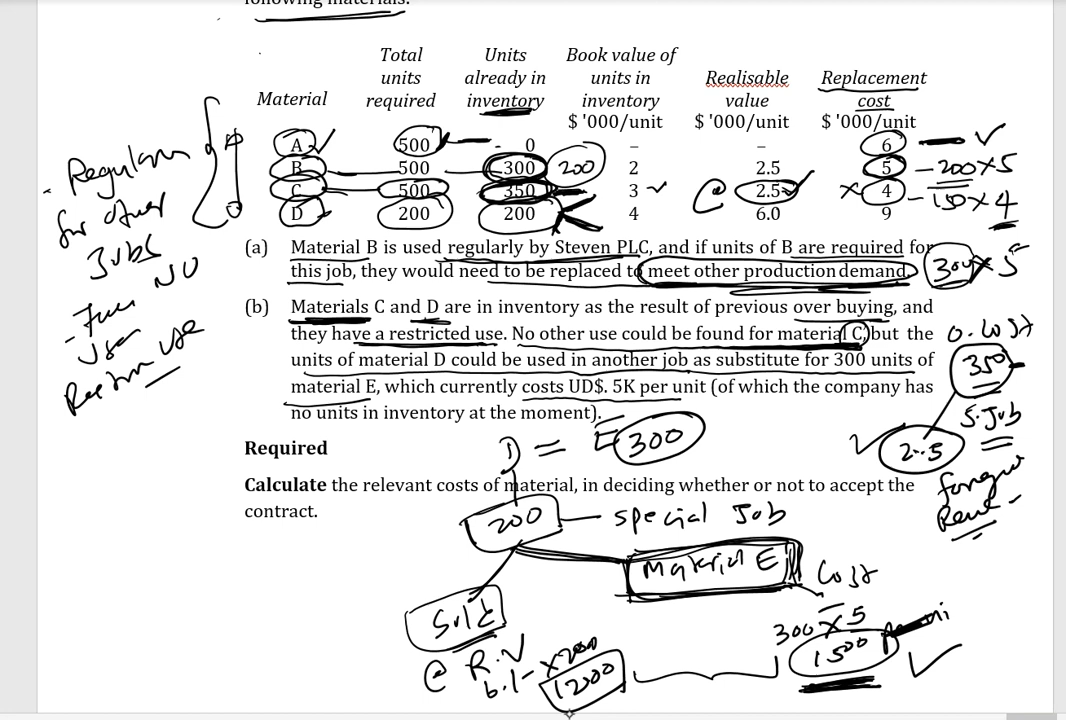 following materials.
Total Units Book value of
units already in units in Realisable Replacement
Material required inventory inventory value cost
$ '000/unit $ '000/unit $ '000/unit
A 500 - 0 – – 6
B 500 300 200 2 2.5 5 - 200 x 5
C 500 350 3 @ 2.5 x 4 - 150 x 4
D 200 200 4 6.0 9
Regular
for other
Jobs
NO
use
(a) Material B is used regularly by Steven PLC, and if units of B are required for
this job, they would need to be replaced to meet other production demand. 300 x 5
(b) Materials C and D are in inventory as the result of previous over buying, and
they have a restricted use. No other use could be found for material C, but the O. Cost
units of material D could be used in another job as substitute for 300 units of 350
material E, which currently costs UD$. 5K per unit (of which the company has
no units in inventory at the moment). S. Job
D = E 300 2.5
Required
Calculate the relevant costs of material, in deciding whether or not to accept the
contract.
200 - special Job
Material E
Cost
Sold 300 x 5
@ R.V 1500
6.1- x 200
1200